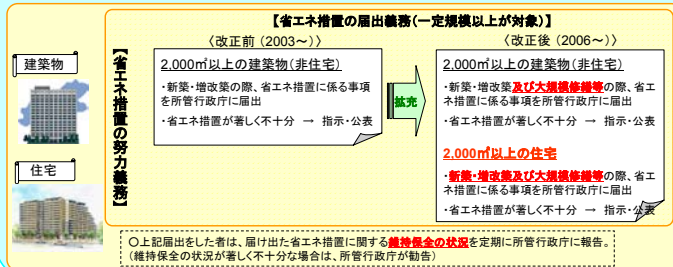 【省エネ措置の届出義務(一定規模以上が対象)】
〈改正前(2003~)〉
〈改正後(2006~)〉
建築物
住宅
【省エネ措置の努力義務】
2,000㎡以上の建築物(非住宅)
・新築・増改築の際、省エネ措置に係る事項
を所管行政庁に届出
・省エネ措置が著しく不十分 → 指示・公表
拡充
2,000㎡以上の建築物(非住宅)
・新築・増改築及び大規模修繕等の際、省エ
ネ措置に係る事項を所管行政庁に届出
・省エネ措置が著しく不十分 → 指示・公表
2,000㎡以上の住宅
・新築・増改築及び大規模修繕等の際、省エ
ネ措置に係る事項を所管行政庁に届出
・省エネ措置が著しく不十分 → 指示・公表
○上記届出をした者は、届け出た省エネ措置に関する維持保全の状況を定期に所管行政庁に報告。
(維持保全の状況が著しく不十分な場合は、所管行政庁が勧告)